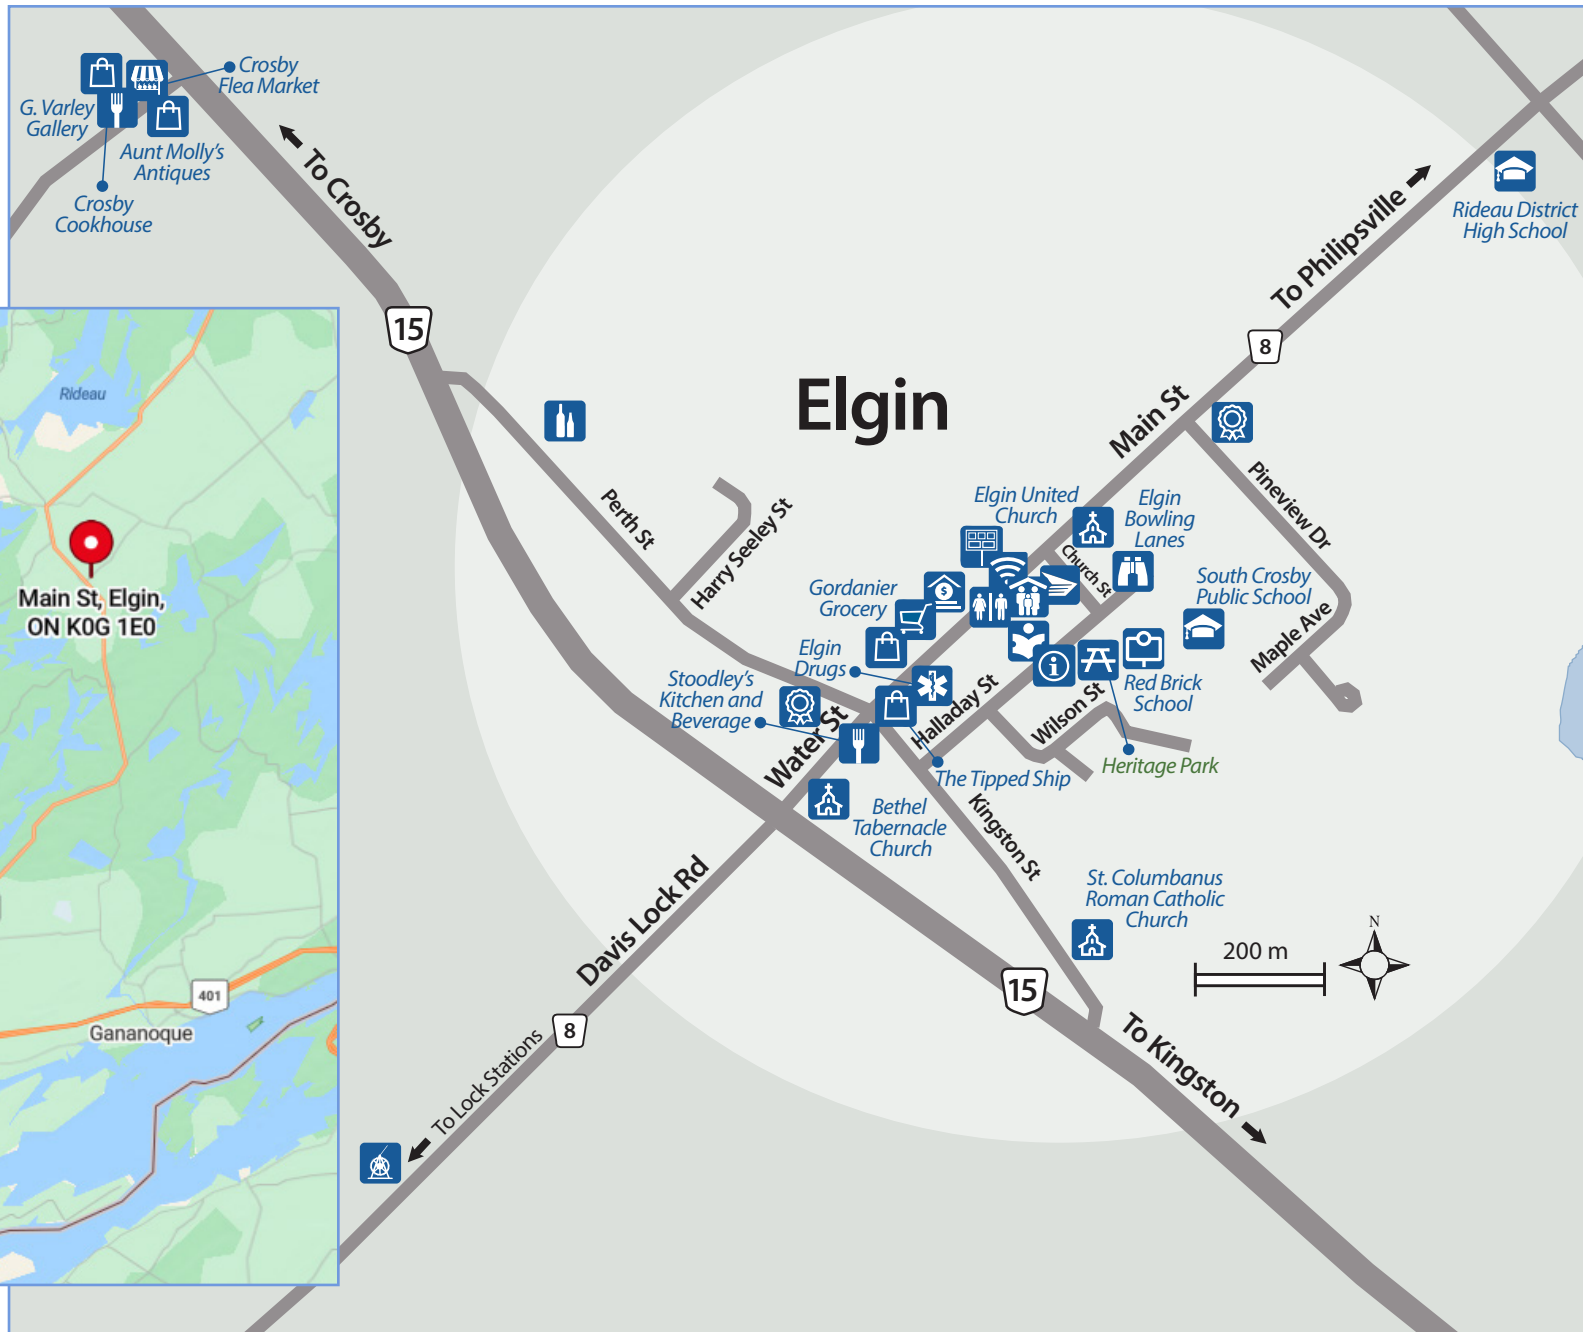 Crosby
Flea Market
G. Varley
Gallery
Aunt Molly's
Antiques
Crosby
Cookhouse
To Crosby
15
Rideau District
High School
To Philipsville
8
Elgin
Main St
Pineview Dr
Perth St
Harry Seeley St
Elgin United
Church
Elgin
Bowling
Lanes
Church St
South Crosby
Public School
Maple Ave
Gordanier
Grocery
$
Elgin
Drugs
Stoodley's
Kitchen and
Beverage
i
Red Brick
School
Halladay St
Wilson St
Heritage Park
Water St
The Tipped Ship
Bethel
Tabernacle
Church
Kingston St
St. Columbanus
Roman Catholic
Church
Davis Lock Rd
15
200 m
N
To Kingston
8
To Lock Stations
Rideau
Main St, Elgin,
ON K0G 1E0
401
Gananoque